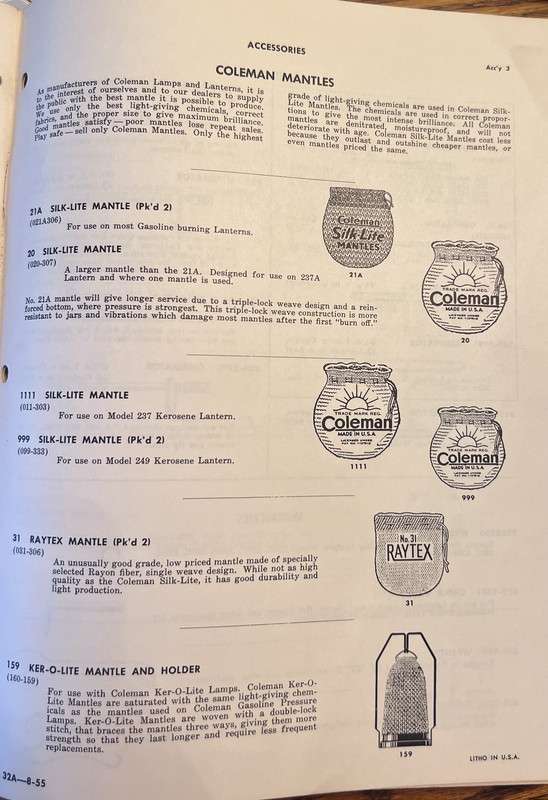 ACCESSORIES
Acc'y 3
COLEMAN MANTLES
As manufacturers of Coleman Lamps and Lanterns, it is
to the interest of ourselves and to our dealers to supply
the public with the best mantle it is possible to produce.
We use only the best light-giving chemicals, correct
fabrics, and the proper size to give maximum brilliance.
Good mantles satisfy — poor mantles lose repeat sales.
Play safe — sell only Coleman Mantles. Only the highest
grade of light-giving chemicals are used in Coleman Silk-
Lite Mantles. The chemicals are used in correct propor-
tions to give the most intense brilliance. All Coleman
mantles are denitrated, moistureproof, and will not
deteriorate with age. Coleman Silk-Lite Mantles cost less
because they outlast and outshine cheaper mantles, or
even mantles priced the same.
21A SILK-LITE MANTLE (Pk'd 2)
(021A306)
For use on most Gasoline burning Lanterns.
20 SILK-LITE MANTLE
(020-307)
A larger mantle than the 21A. Designed for use on 237A
Lantern and where one mantle is used.
No. 21A mantle will give longer service due to a triple-lock weave design and a rein-
forced bottom, where pressure is strongest. This triple-lock weave construction is more
resistant to jars and vibrations which damage most mantles after the first "burn off."
Coleman
Silk-Lite
MANTLES
21A
TRADE MARK REG.
Coleman
MADE IN U.S.A.
20
1111 SILK-LITE MANTLE
(011-303)
For use on Model 237 Kerosene Lantern.
999 SILK-LITE MANTLE (Pk'd 2)
(099-333)
For use on Model 249 Kerosene Lantern.
TRADE MARK REG.
Coleman
MADE IN U.S.A.
1111
TRADE MARK REG.
Coleman
MADE IN U.S.A.
999
31 RAYTEX MANTLE (Pk'd 2)
(031-306)
An unusually good grade, low priced mantle made of specially
selected Rayon fiber, single weave design. While not as high
quality as the Coleman Silk-Lite, it has good durability and
light production.
No. 31
RAYTEX
31
159 KER-O-LITE MANTLE AND HOLDER
(160-159)
For use with Coleman Ker-O-Lite Lamps. Coleman Ker-O-
Lite Mantles are saturated with the same light-giving chem-
icals as the mantles used on Coleman Gasoline Pressure
Lamps. Ker-O-Lite Mantles are woven with a double-lock
stitch, that braces the mantles three ways, giving them more
strength so that they last longer and require less frequent
replacements.
159
LITHO IN U.S.A.
32A—8-55